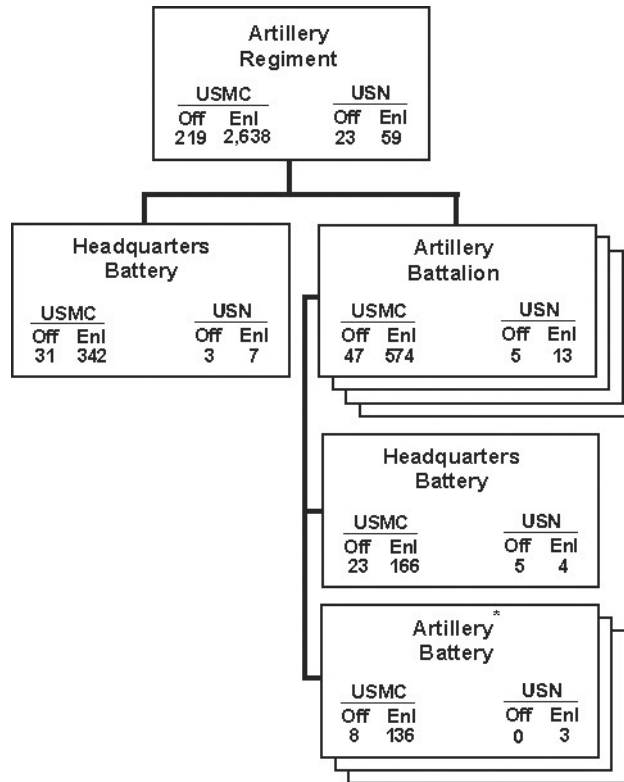 Artillery
Regiment
USMC USN
Off Enl Off Enl
219 2,638 23 59
Headquarters
Battery
USMC USN
Off Enl Off Enl
31 342 3 7
Artillery
Battalion
USMC USN
Off Enl Off Enl
47 574 5 13
Headquarters
Battery
USMC USN
Off Enl Off Enl
23 166 5 4
Artillery*
Battery
USMC USN
Off Enl Off Enl
8 136 0 3